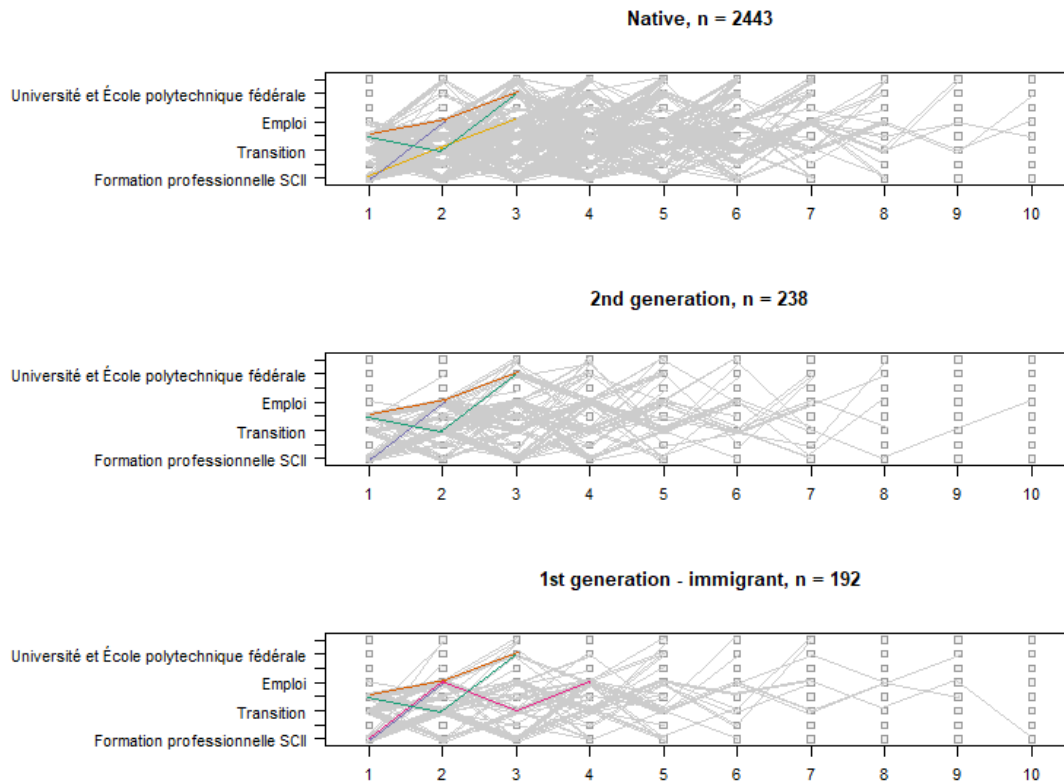 Native, n = 2443
Université et École polytechnique fédérale
Emploi
Transition
Formation professionnelle SCII
1 2 3 4 5 6 7 8 9 10
2nd generation, n = 238
Université et École polytechnique fédérale
Emploi
Transition
Formation professionnelle SCII
1 2 3 4 5 6 7 8 9 10
1st generation - immigrant, n = 192
Université et École polytechnique fédérale
Emploi
Transition
Formation professionnelle SCII
1 2 3 4 5 6 7 8 9 10